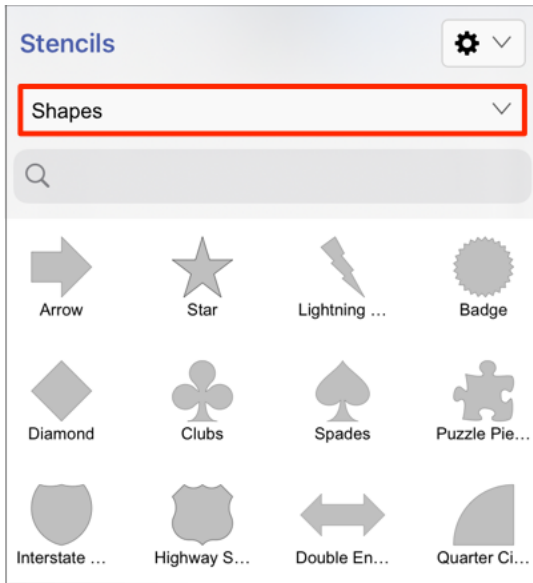 Stencils
Shapes
Arrow
Star
Lightning ...
Badge
Diamond
Clubs
Spades
Puzzle Pie...
Interstate ...
Highway S...
Double En...
Quarter Ci...